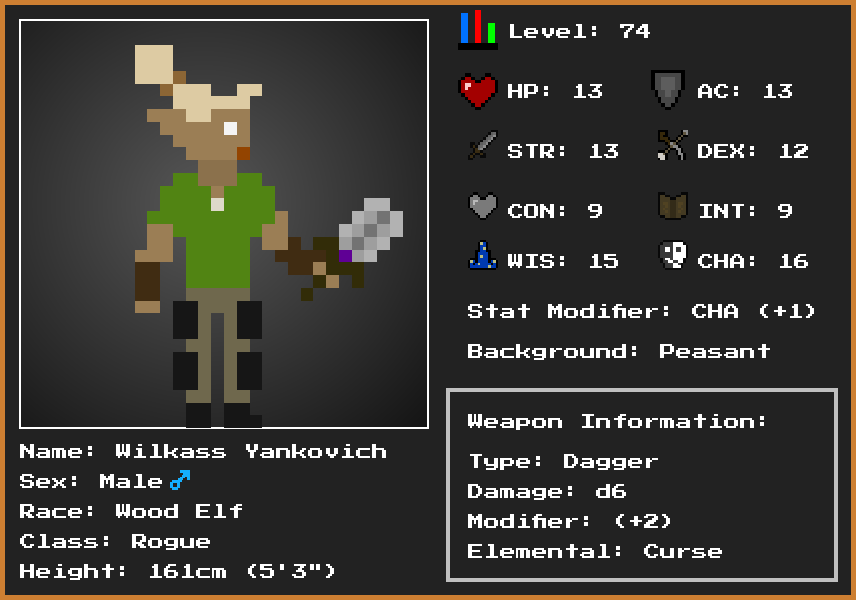 Level: 74
HP: 13 AC: 13
STR: 13 DEX: 12
CON: 9 INT: 9
WIS: 15 CHA: 16
Stat Modifier: CHA (+1)
Background: Peasant
Weapon Information:
Type: Dagger
Damage: d6
Modifier: (+2)
Elemental: Curse
Name: Wilkass Yankovich
Sex: Male♂
Race: Wood Elf
Class: Rogue
Height: 161cm (5'3")